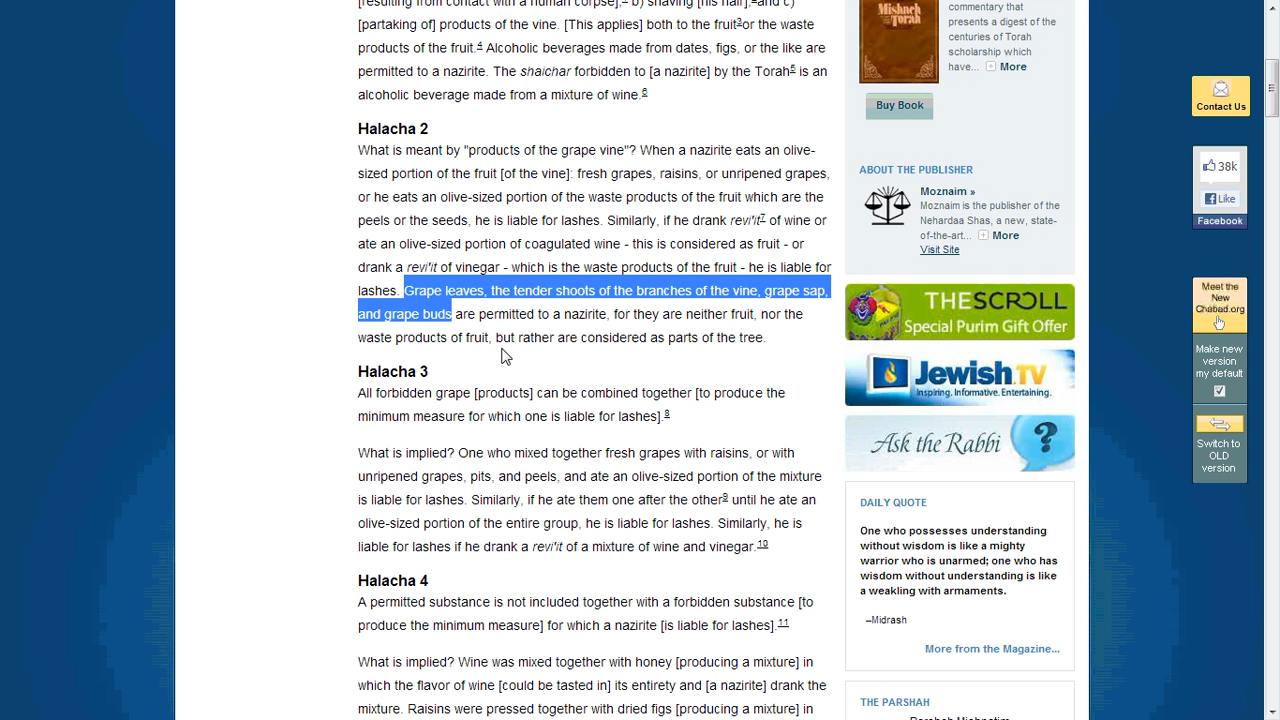 [resulting from contact with a human corpse];
b) shaving [his hair];
and c)
[partaking of] products of the vine. [This applies] both to the fruit3or the waste
products of the fruit.4 Alcoholic beverages made from dates, figs, or the like are
permitted to a nazirite. The shaichar forbidden to [a nazirite] by the Torah5 is an
alcoholic beverage made from a mixture of wine.6
Halacha 2
What is meant by "products of the grape vine"? When a nazirite eats an olive-
sized portion of the fruit [of the vine]: fresh grapes, raisins, or unripened grapes,
or he eats an olive-sized portion of the waste products of the fruit which are the
peels or the seeds, he is liable for lashes. Similarly, if he drank revi'it7 of wine or
ate an olive-sized portion of coagulated wine - this is considered as fruit - or
drank a revi'it of vinegar - which is the waste products of the fruit - he is liable for
lashes. Grape leaves, the tender shoots of the branches of the vine, grape sap,
and grape buds are permitted to a nazirite, for they are neither fruit, nor the
waste products of fruit, but rather are considered as parts of the tree.
Halacha 3
All forbidden grape [products] can be combined together [to produce the
minimum measure for which one is liable for lashes].8
What is implied? One who mixed together fresh grapes with raisins, or with
unripened grapes, pits, and peels, and ate an olive-sized portion of the mixture
is liable for lashes. Similarly, if he ate them one after the other9 until he ate an
olive-sized portion of the entire group, he is liable for lashes. Similarly, he is
liable for lashes if he drank a revi'it of a mixture of wine and vinegar.10
Halacha 4
A permitted substance is not included together with a forbidden substance [to
produce a minimum measure] for which a nazirite [is liable for lashes].11
What is implied? Wine was mixed together with honey [producing a mixture] in
which the flavor of wine [could be tasted in] its entirety and [a nazirite] drank the
mixture or raisins were pressed together with dried figs [producing a mixture] in
Mishneh
Torah
commentary that
presents a digest of the
centuries of Torah
scholarship which
have... + More
Buy Book
ABOUT THE PUBLISHER
Moznaim »
Moznaim is the publisher of the
Nehardaa Shas, a new, state-
of-the-art... + More
Visit Site
THESCROLL
Special Purim Gift Offer
Jewish.TV
Inspiring. Informative. Entertaining.
Ask the Rabbi
?
DAILY QUOTE
One who possesses understanding
without wisdom is like a mighty
warrior who is unarmed; one who has
wisdom without understanding is like
a weakling with armaments.
–Midrash
More from the Magazine...
THE PARSHAH
Contact Us
38k
Like
Facebook
Meet the
New
Chabad.org
Make new
version
my default
Switch to
OLD
version